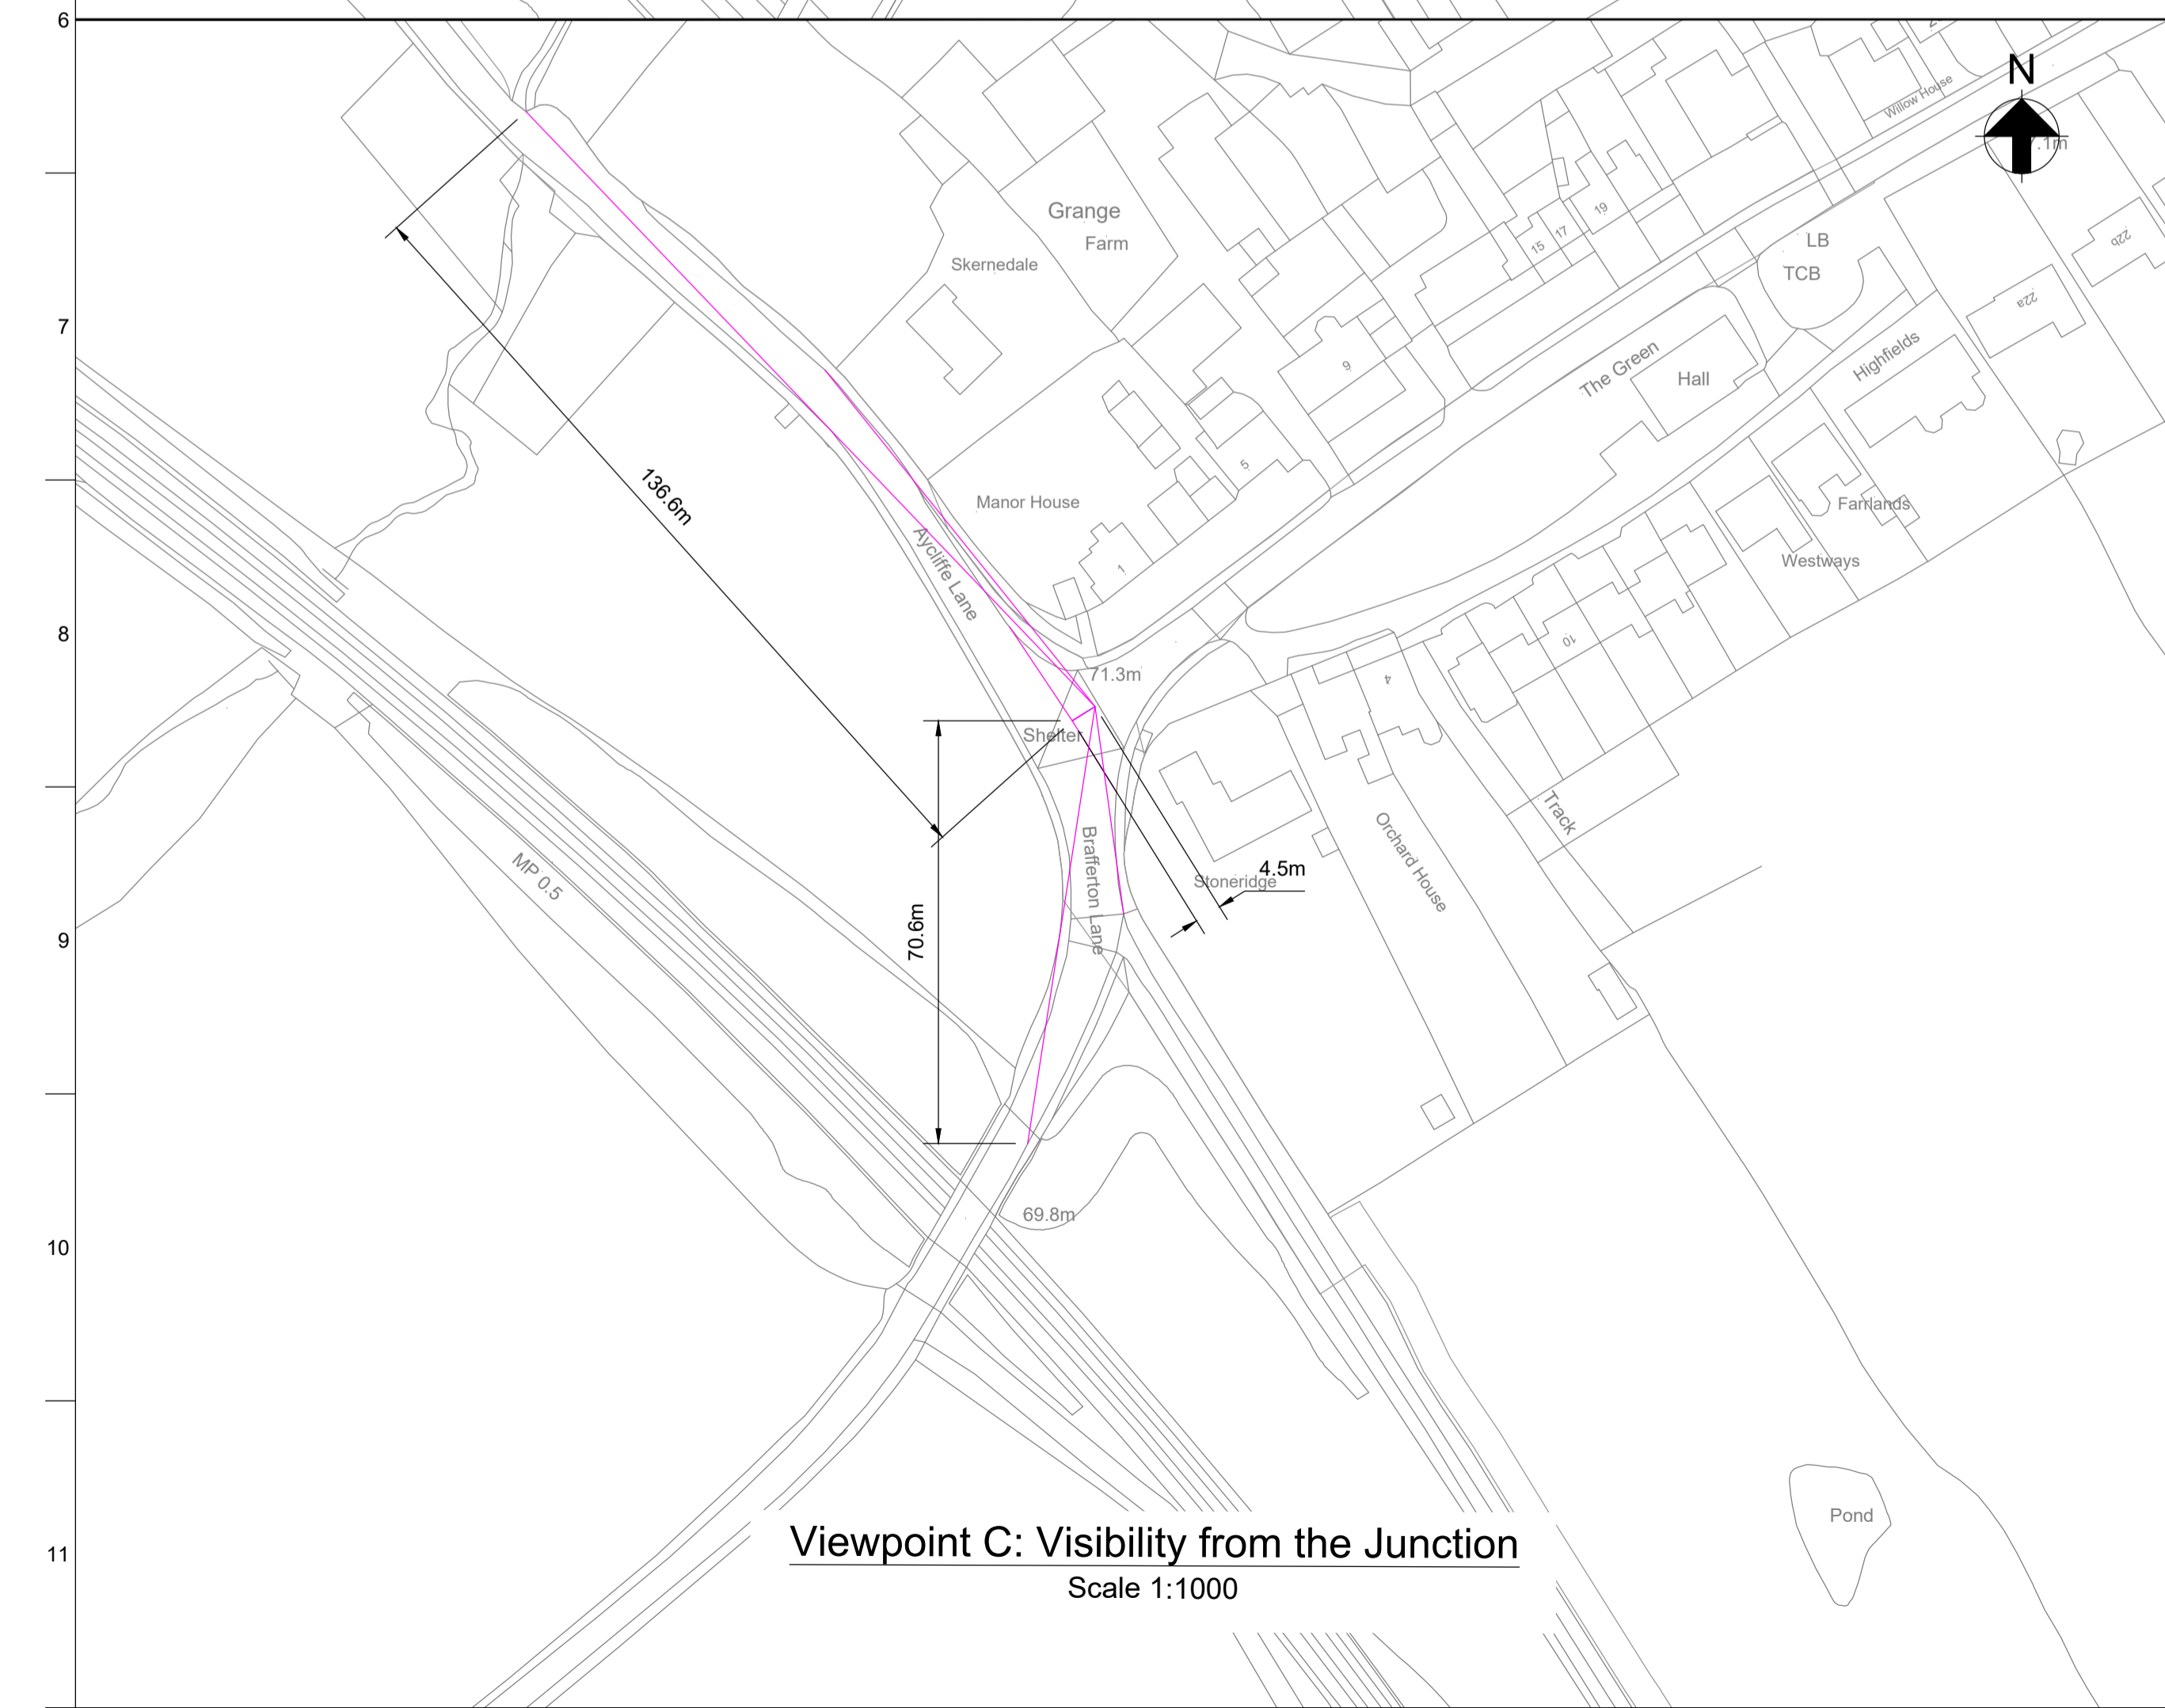 6
N
Willow House
.1m
Grange
Farm
Skernedale
19
17
15
LB
TCB
22b
22a
7
The Green
Hall
Highfields
9
5
136.6m
Manor House
Farrlands
Aycliffe Lane
1
Westways
8
10
71.3m
4
Shelter
Track
MP 0.5
Brafferton Lane
Orchard House
4.5m
Stoneridge
70.6m
9
69.8m
10
Pond
11
Viewpoint C: Visibility from the Junction
Scale 1:1000